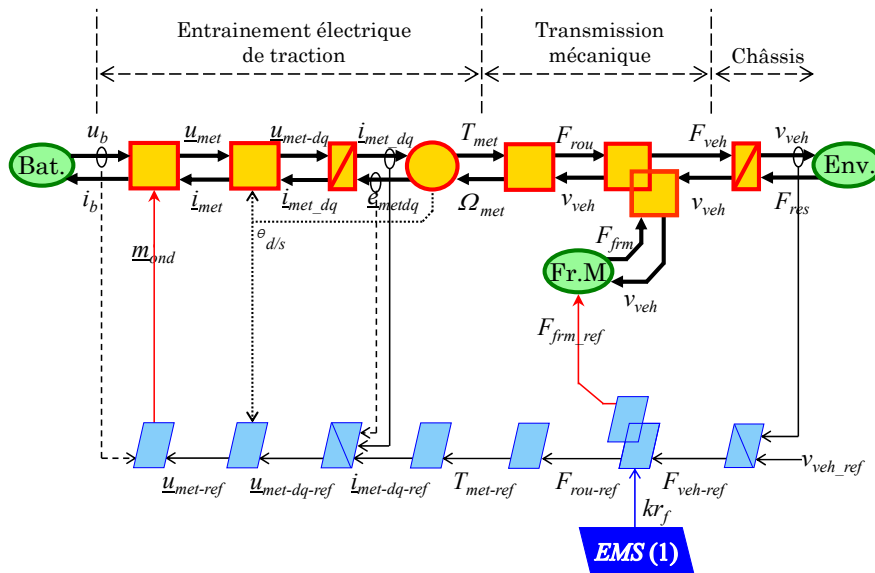 Entrainement électrique
de traction
Transmission
mécanique
Châssis
u_b u_met u_met-dq i_met_dq T_met F_rou F_veh v_veh
Bat. Env.
i_b i_met i_met_dq e_metdq Ω_met v_veh v_veh F_res
θ_d/s
m_ond
F_frm
Fr.M
v_veh
F_frm_ref
v_veh_ref
u_met-ref u_met-dq-ref i_met-dq-ref T_met-ref F_rou-ref F_veh-ref
kr_f
EMS (1)